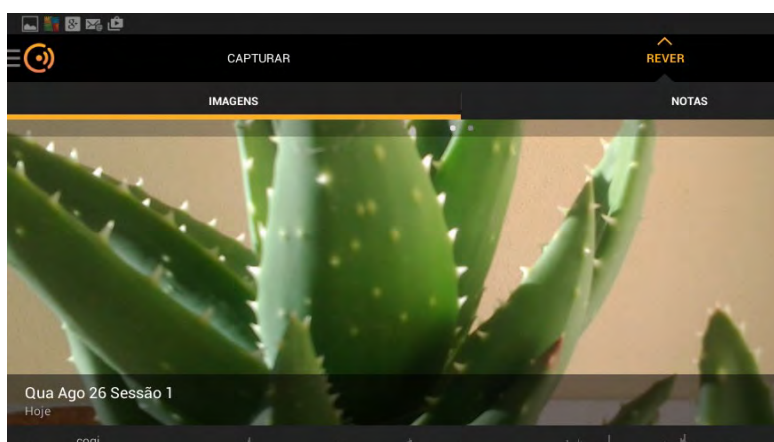 CAPTURAR
REVER
IMAGENS
NOTAS
Qua Ago 26 Sessão 1
Hoje